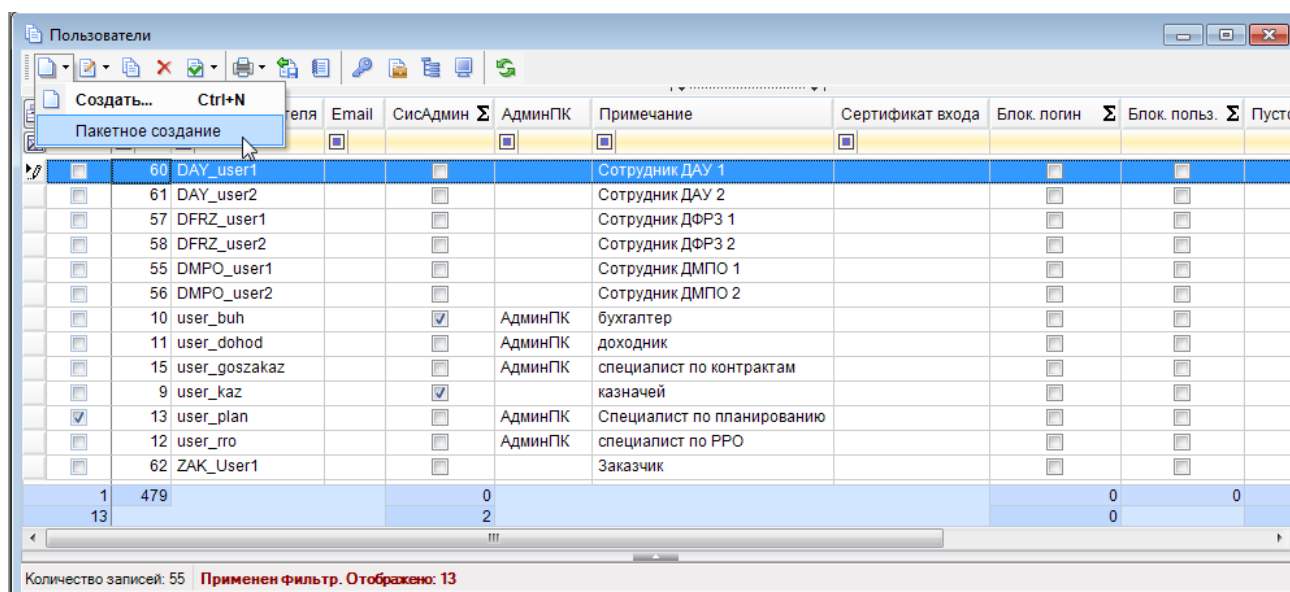 Пользователи
Создать... Ctrl+N
Пакетное создание
теля Email СисАдмин Σ АдминПК Примечание Сертификат входа Блок. логин Σ Блок. польз. Σ Пусто
60 DAY_user1 Сотрудник ДАУ 1
61 DAY_user2 Сотрудник ДАУ 2
57 DFRZ_user1 Сотрудник ДФРЗ 1
58 DFRZ_user2 Сотрудник ДФРЗ 2
55 DMPO_user1 Сотрудник ДМПО 1
56 DMPO_user2 Сотрудник ДМПО 2
10 user_buh АдминПК бухгалтер
11 user_dohod АдминПК доходник
15 user_goszakaz АдминПК специалист по контрактам
9 user_kaz казначей
13 user_plan АдминПК Специалист по планированию
12 user_rro АдминПК специалист по РРО
62 ZAK_User1 Заказчик
1 479 0 0 0
13 2 0
Количество записей: 55 Применен фильтр. Отображено: 13